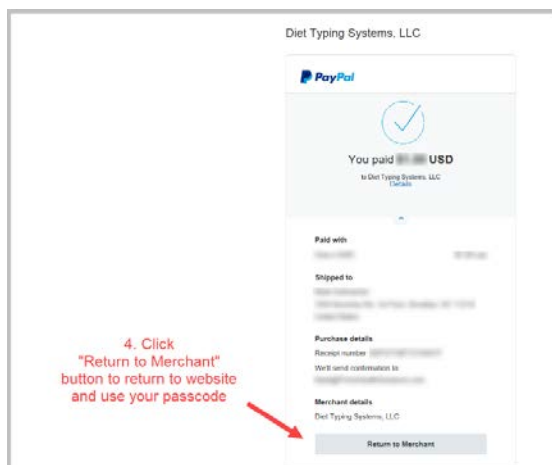 Diet Typing Systems, LLC
PayPal
You paid USD
to Diet Typing Systems, LLC
Details
Paid with
Shipped to
Purchase details
Receipt number
We'll send confirmation to
Merchant details
Diet Typing Systems, LLC
Return to Merchant
4. Click
"Return to Merchant"
button to return to website
and use your passcode